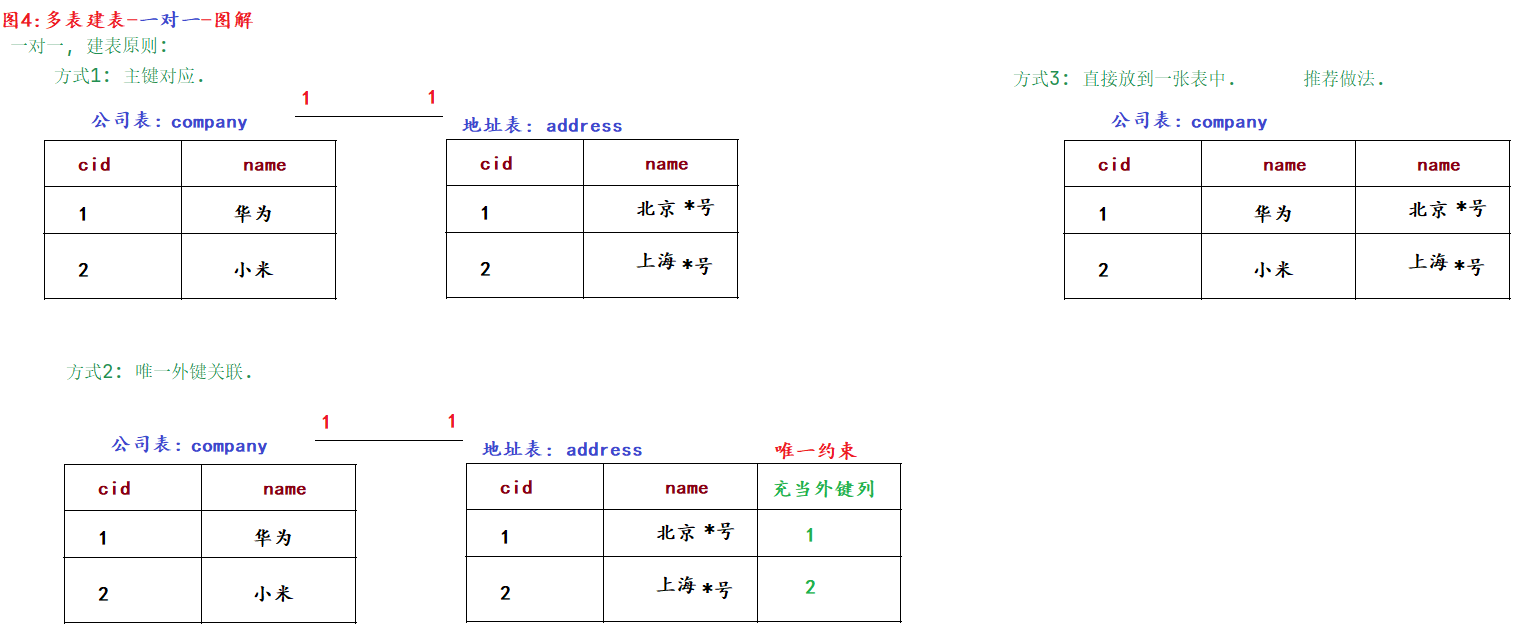 图4:多表建表-一对一-图解
一对一, 建表原则:
方式1: 主键对应.
1 1
公司表: company 地址表: address
cid name cid name
1 华为 1 北京 *号
2 小米 2 上海 *号
方式3: 直接放到一张表中. 推荐做法.
公司表: company
cid name name
1 华为 北京 *号
2 小米 上海 *号
方式2: 唯一外键关联.
1 1
公司表: company 地址表: address 唯一约束
cid name cid name 充当外键列
1 华为 1 北京 *号 1
2 小米 2 上海 *号 2